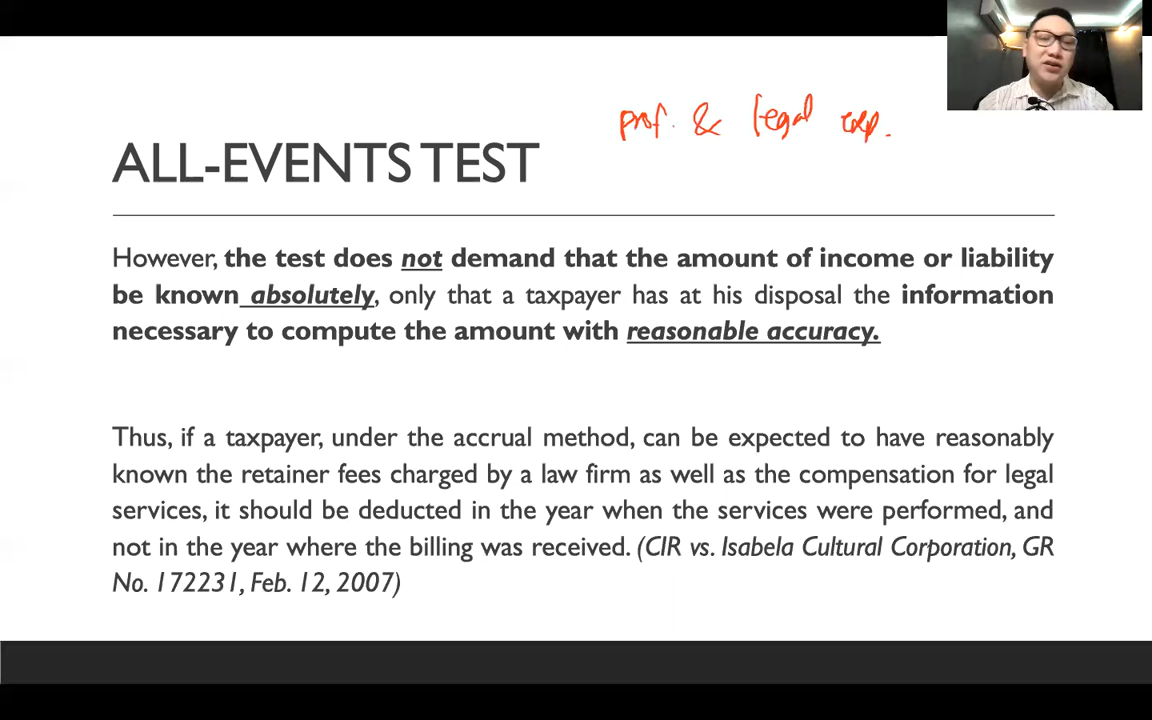 prof. & legal exp.
ALL-EVENTS TEST
However, the test does not demand that the amount of income or liability
be known absolutely, only that a taxpayer has at his disposal the information
necessary to compute the amount with reasonable accuracy.
Thus, if a taxpayer, under the accrual method, can be expected to have reasonably
known the retainer fees charged by a law firm as well as the compensation for legal
services, it should be deducted in the year when the services were performed, and
not in the year where the billing was received. (CIR vs. Isabela Cultural Corporation, GR
No. 172231, Feb. 12, 2007)